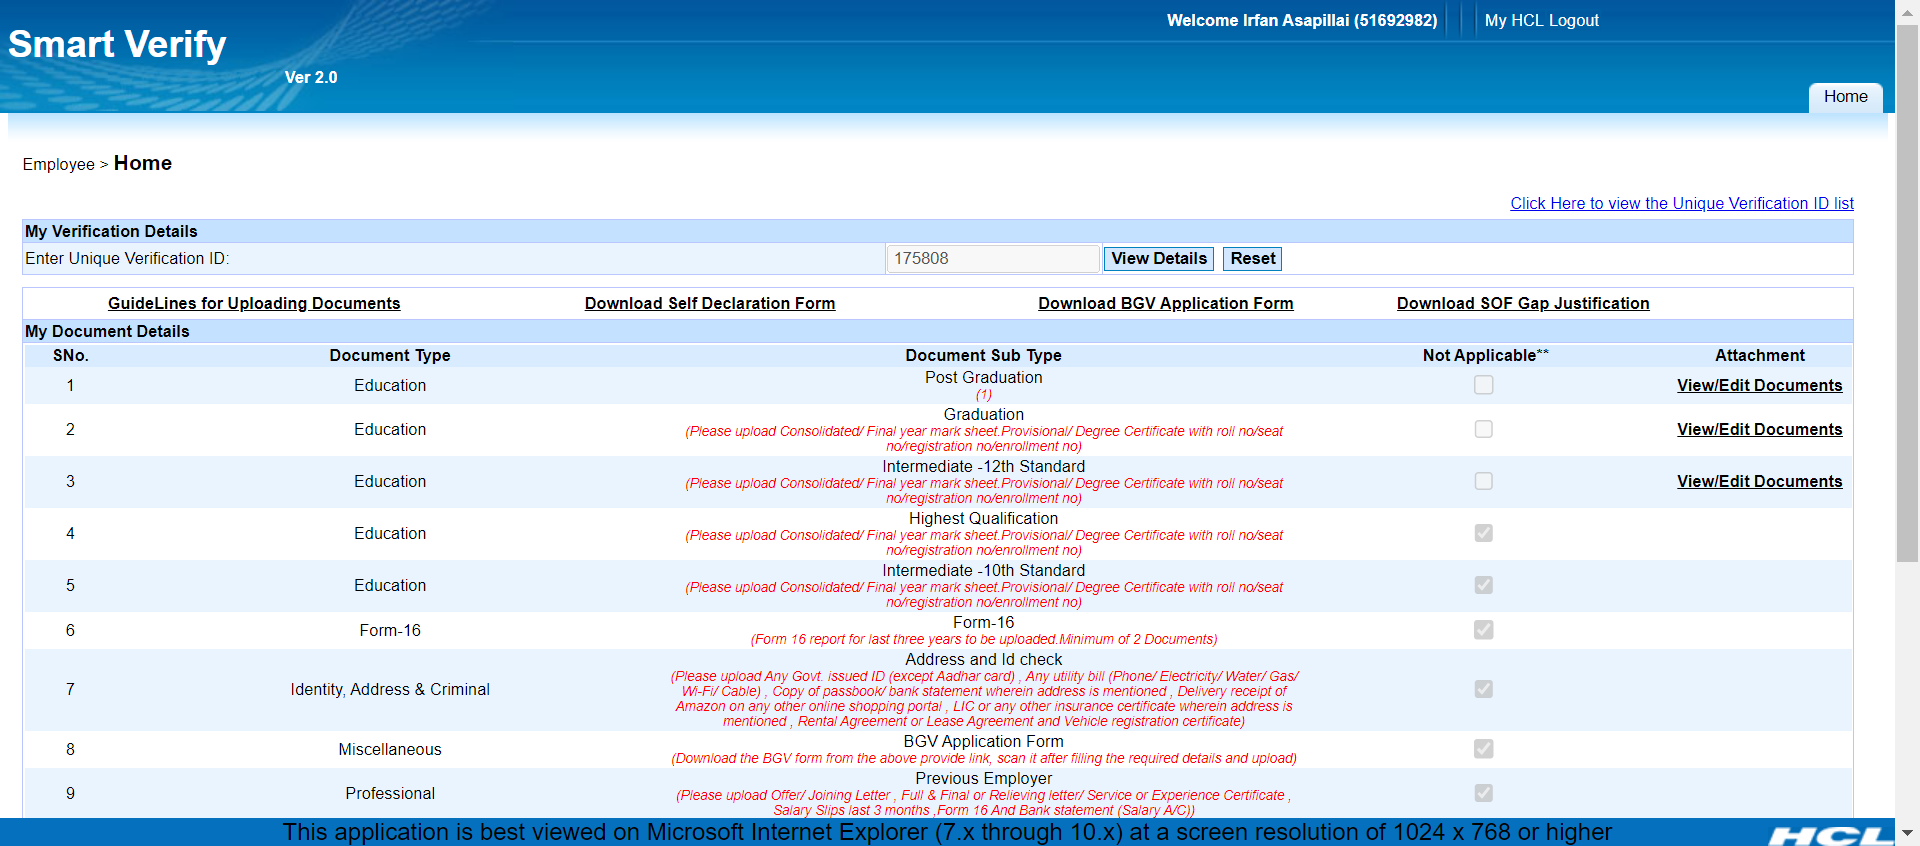 Welcome Irfan Asapillai (51692982)
My HCL Logout
Smart Verify
Ver 2.0
Home
Employee > Home
Click Here to view the Unique Verification ID list
My Verification Details
Enter Unique Verification ID:
175808
View Details
Reset
GuideLines for Uploading Documents
Download Self Declaration Form
Download BGV Application Form
Download SOF Gap Justification
My Document Details
SNo. Document Type Document Sub Type Not Applicable** Attachment
1 Education Post Graduation View/Edit Documents
(1)
2 Education Graduation View/Edit Documents
(Please upload Consolidated/ Final year mark sheet.Provisional/ Degree Certificate with roll no/seat
no/registration no/enrollment no)
3 Education Intermediate -12th Standard View/Edit Documents
(Please upload Consolidated/ Final year mark sheet.Provisional/ Degree Certificate with roll no/seat
no/registration no/enrollment no)
4 Education Highest Qualification
(Please upload Consolidated/ Final year mark sheet.Provisional/ Degree Certificate with roll no/seat
no/registration no/enrollment no)
5 Education Intermediate -10th Standard
(Please upload Consolidated/ Final year mark sheet.Provisional/ Degree Certificate with roll no/seat
no/registration no/enrollment no)
6 Form-16 Form-16
(Form 16 report for last three years to be uploaded.Minimum of 2 Documents)
7 Identity, Address & Criminal Address and Id check
(Please upload Any Govt. issued ID (except Aadhar card) , Any utility bill (Phone/ Electricity/ Water/ Gas/
Wi-Fi/ Cable) , Copy of passbook/ bank statement wherein address is mentioned , Delivery receipt of
Amazon on any other online shopping portal , LIC or any other insurance certificate wherein address is
mentioned , Rental Agreement or Lease Agreement and Vehicle registration certificate)
8 Miscellaneous BGV Application Form
(Download the BGV form from the above provide link, scan it after filling the required details and upload)
9 Professional Previous Employer
(Please upload Offer/ Joining Letter , Full & Final or Relieving letter/ Service or Experience Certificate ,
Salary Slips last 3 months ,Form 16 And Bank statement (Salary A/C))
This application is best viewed on Microsoft Internet Explorer (7.x through 10.x) at a screen resolution of 1024 x 768 or higher
HCL